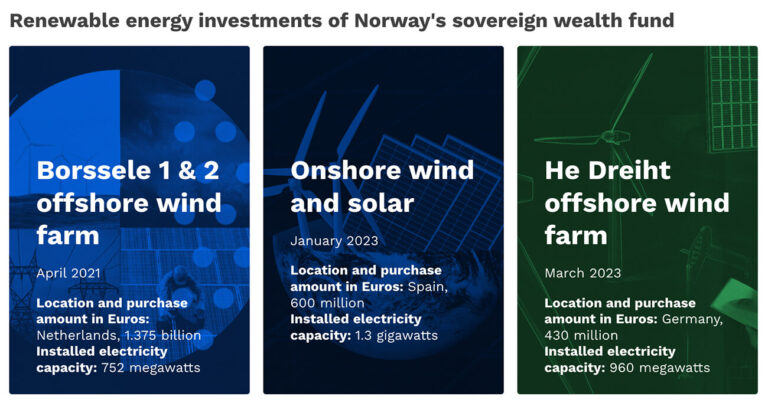 Renewable energy investments of Norway's sovereign wealth fund
Borssele 1 & 2
offshore wind
farm
April 2021
Location and purchase
amount in Euros:
Netherlands, 1.375 billion
Installed electricity
capacity: 752 megawatts
Onshore wind
and solar
January 2023
Location and purchase
amount in Euros: Spain,
600 million
Installed electricity
capacity: 1.3 gigawatts
He Dreiht
offshore wind
farm
March 2023
Location and purchase
amount in Euros: Germany,
430 million
Installed electricity
capacity: 960 megawatts